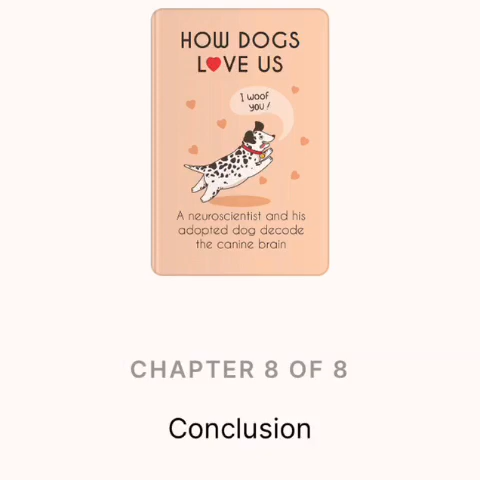 HOW DOGS
L❤VE US
I woof
you!
A neuroscientist and his
adopted dog decode
the canine brain
CHAPTER 8 OF 8
Conclusion